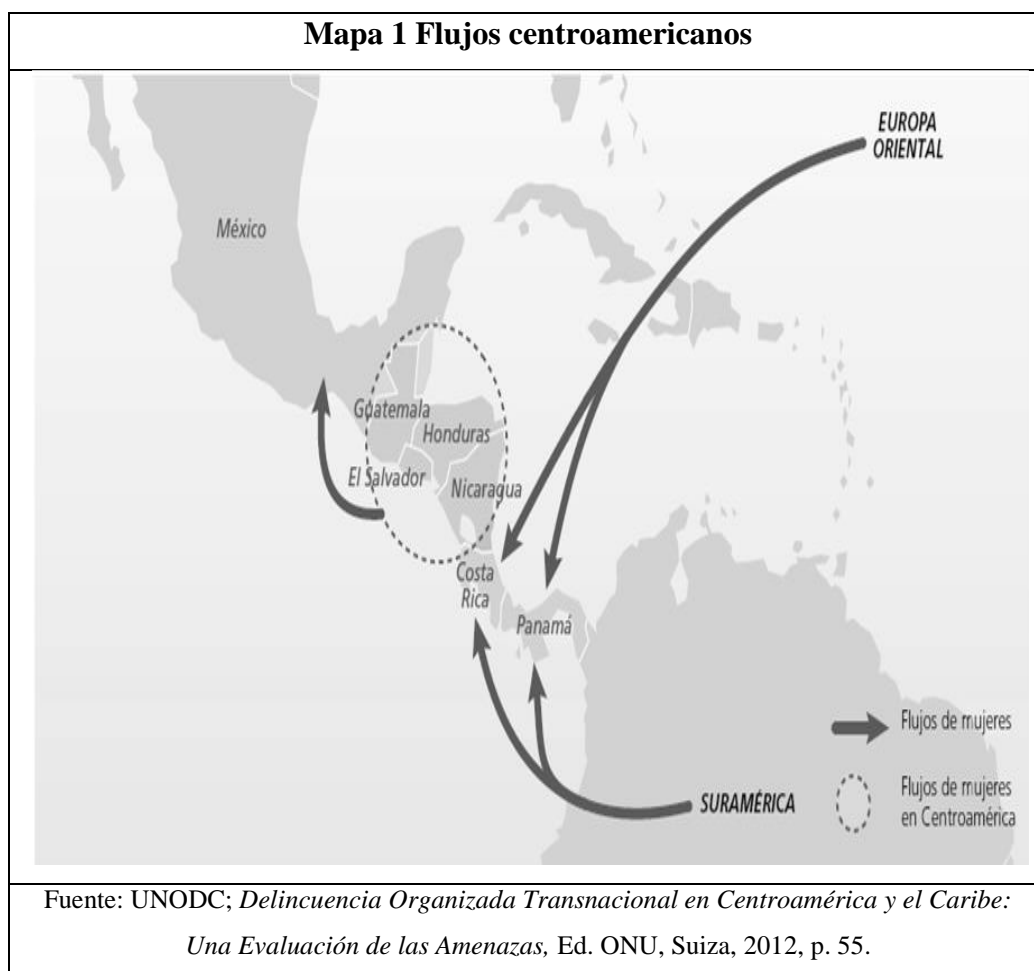 Mapa 1 Flujos centroamericanos
EUROPA
ORIENTAL
México
Guatemala
Honduras
El Salvador
Nicaragua
Costa
Rica
Panamá
Flujos de mujeres
SURAMÉRICA
Flujos de mujeres
en Centroamérica
Fuente: UNODC; Delincuencia Organizada Transnacional en Centroamérica y el Caribe:
Una Evaluación de las Amenazas, Ed. ONU, Suiza, 2012, p. 55.